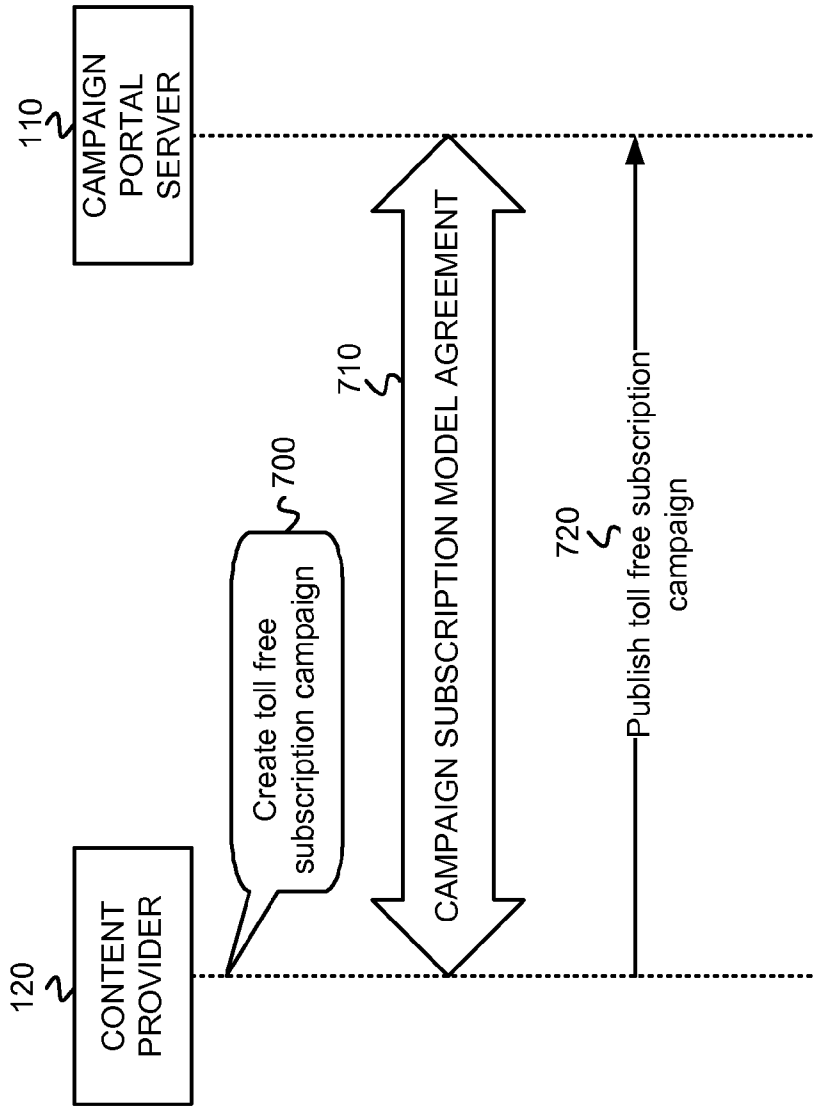 120
CONTENT
PROVIDER
110
CAMPAIGN
PORTAL
SERVER
700
Create toll free
subscription campaign
710
CAMPAIGN SUBSCRIPTION MODEL AGREEMENT
720
Publish toll free subscription
campaign